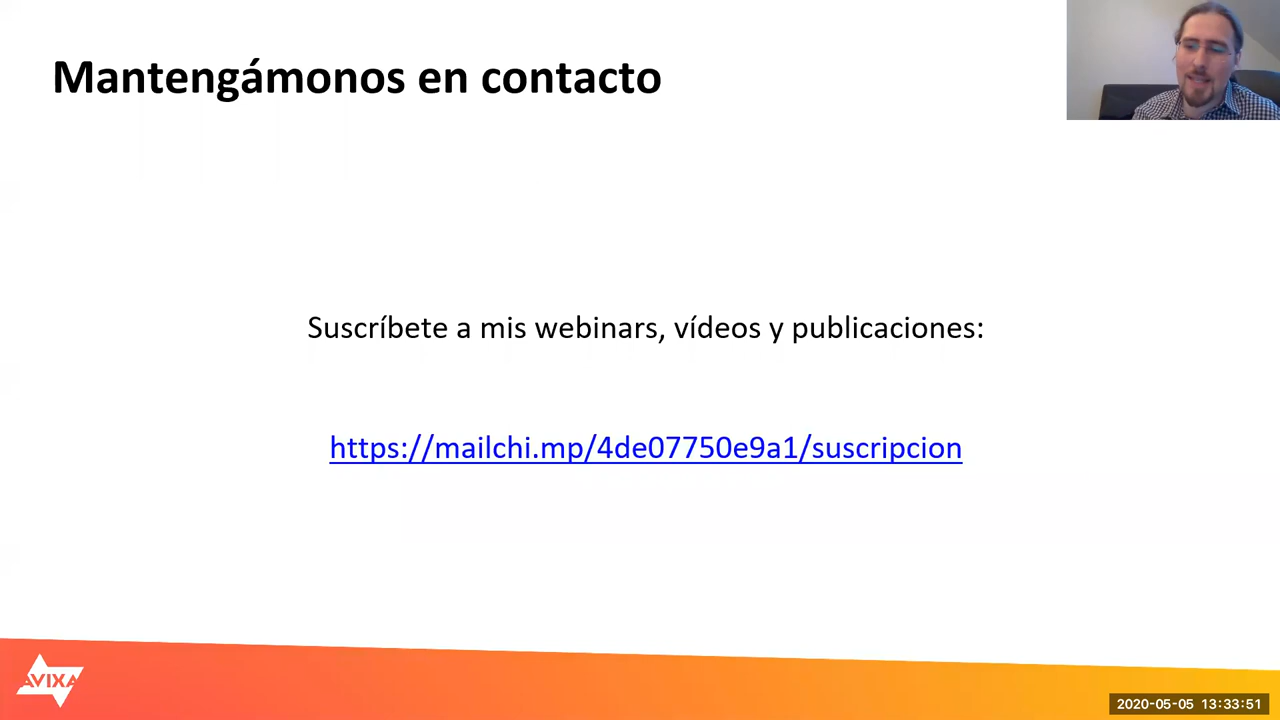 Mantengámonos en contacto
Suscríbete a mis webinars, vídeos y publicaciones:
https://mailchi.mp/4de07750e9a1/suscripcion
AVIXA
2020-05-05 13:33:51